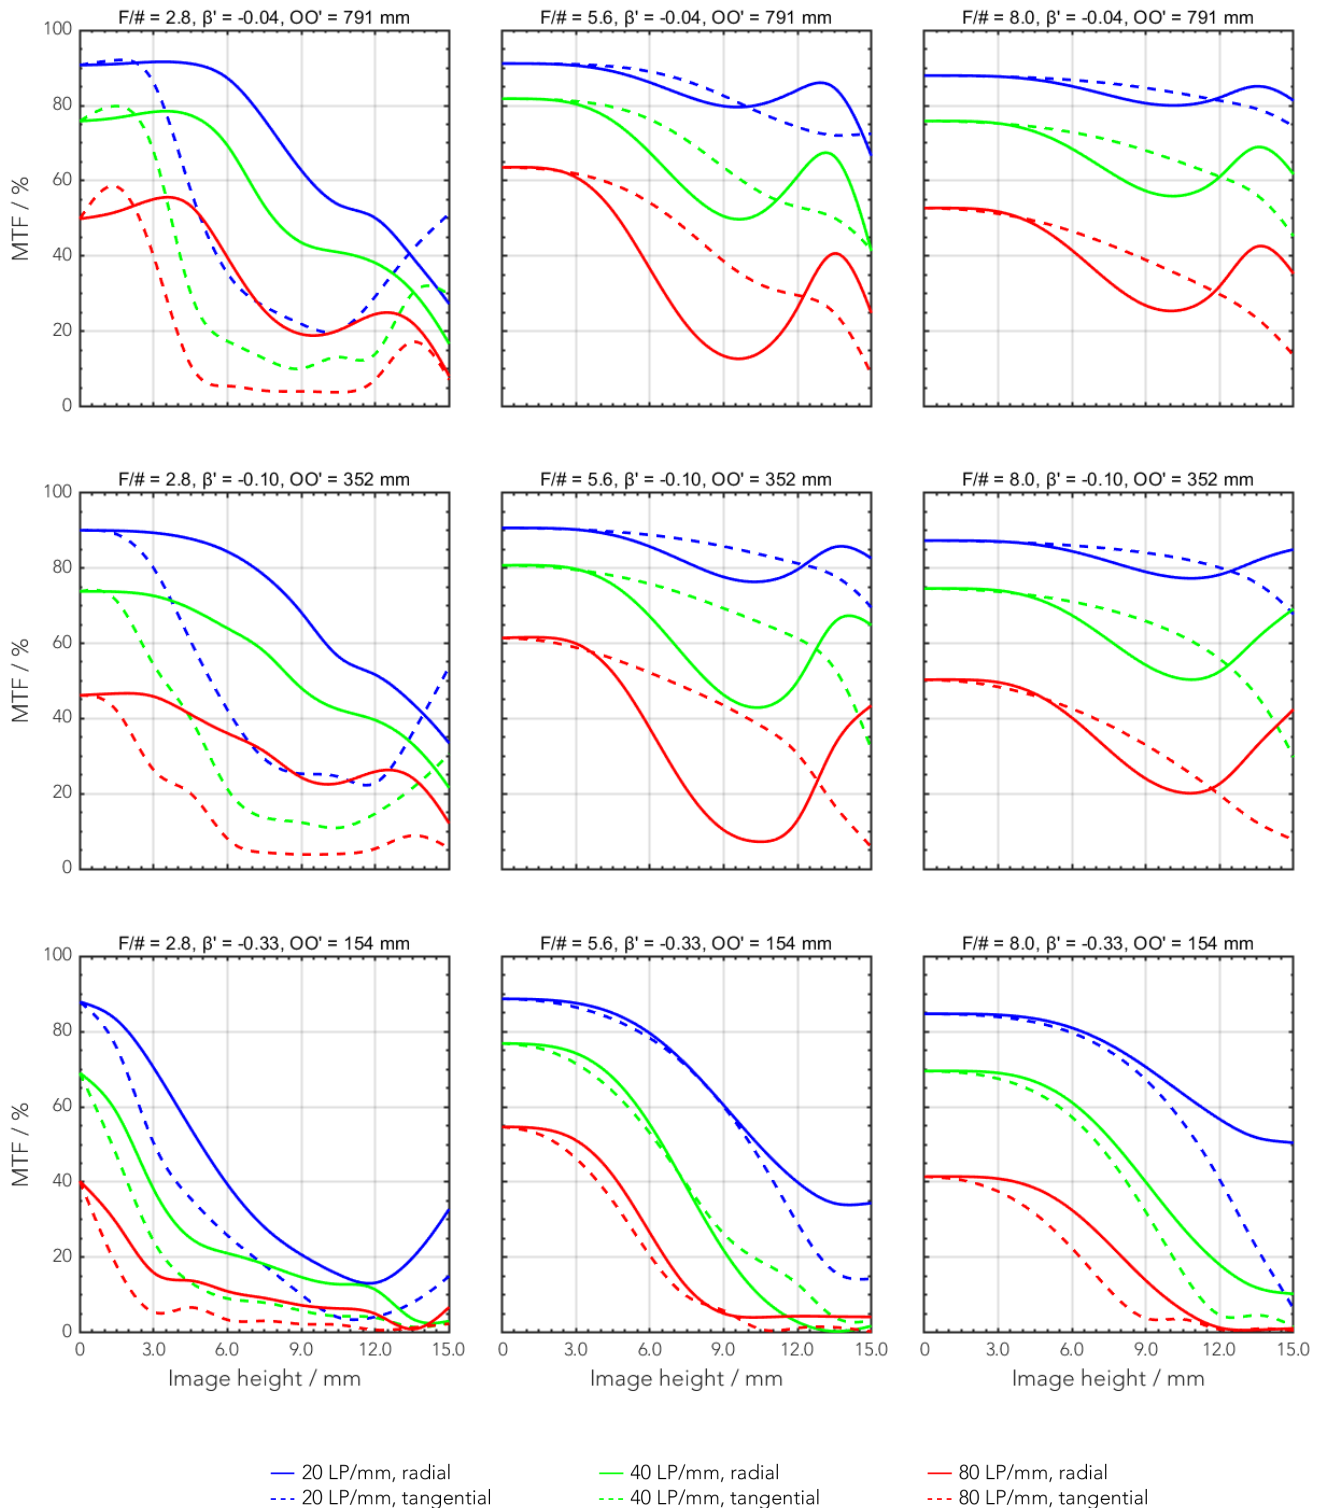 F/# = 2.8, β' = -0.04, OO' = 791 mm
F/# = 5.6, β' = -0.04, OO' = 791 mm
F/# = 8.0, β' = -0.04, OO' = 791 mm
100
80
60
40
20
0
MTF / %
F/# = 2.8, β' = -0.10, OO' = 352 mm
F/# = 5.6, β' = -0.10, OO' = 352 mm
F/# = 8.0, β' = -0.10, OO' = 352 mm
100
80
60
40
20
0
MTF / %
F/# = 2.8, β' = -0.33, OO' = 154 mm
F/# = 5.6, β' = -0.33, OO' = 154 mm
F/# = 8.0, β' = -0.33, OO' = 154 mm
100
80
60
40
20
0
MTF / %
0 3.0 6.0 9.0 12.0 15.0
0 3.0 6.0 9.0 12.0 15.0
0 3.0 6.0 9.0 12.0 15.0
Image height / mm
Image height / mm
Image height / mm
20 LP/mm, radial
40 LP/mm, radial
80 LP/mm, radial
20 LP/mm, tangential
40 LP/mm, tangential
80 LP/mm, tangential